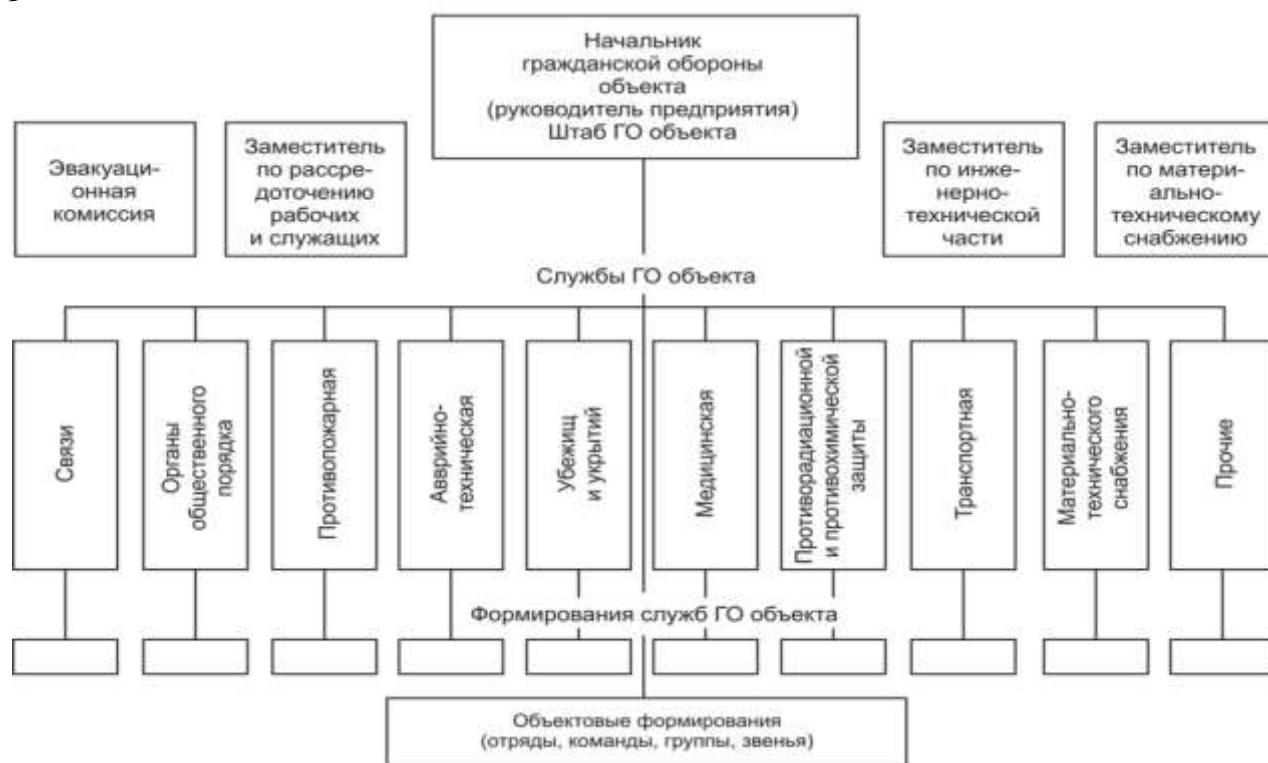 Начальник
гражданской обороны
объекта
(руководитель предприятия)
Штаб ГО объекта
Эвакуаци-
онная
комиссия
Заместитель
по рассре-
доточению
рабочих
и служащих
Заместитель
по инже-
нерно-
технической
части
Заместитель
по матери-
ально-
техническому
снабжению
Службы ГО объекта
Связи
Органы
общественного
порядка
Противопожарная
Авврийно-
техническая
Убежищ
и укрытий
Медицинская
Противорадиационной
и противохимической
защиты
Транспортная
Материально-
технического
снабжения
Прочие
Формирования служб ГО объекта
Объектовые формирования
(отряды, команды, группы, звенья)